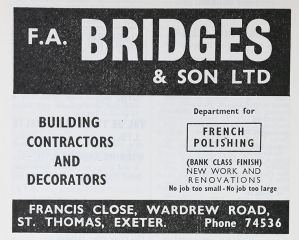 F.A. BRIDGES
& SON LTD
BUILDING
CONTRACTORS
AND
DECORATORS
Department for
FRENCH
POLISHING
(BANK CLASS FINISH)
NEW WORK AND
RENOVATIONS
No job too small - No job too large
FRANCIS CLOSE, WARDREW ROAD,
ST. THOMAS, EXETER. Phone 74536